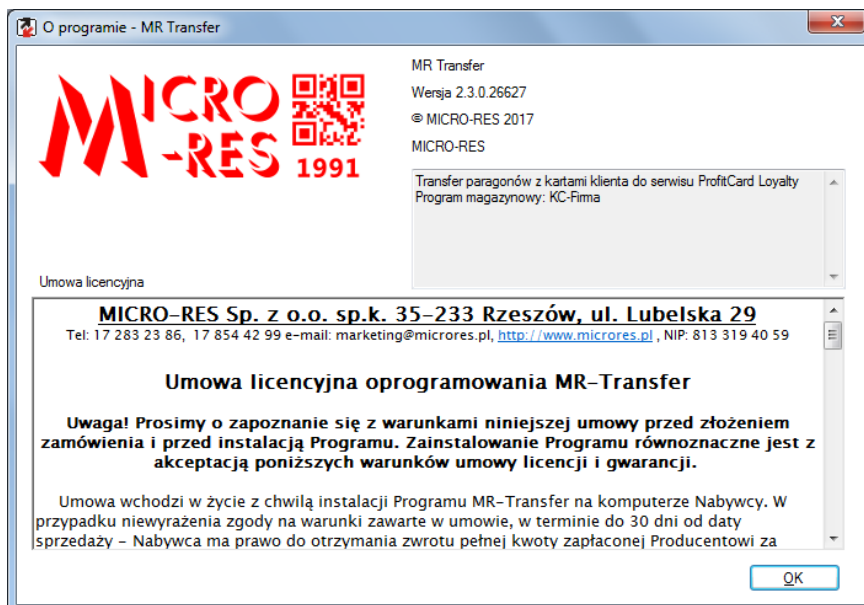 O programie - MR Transfer
MICRO
-RES
1991
MR Transfer
Wersja 2.3.0.26627
© MICRO-RES 2017
MICRO-RES
Transfer paragonów z kartami klienta do serwisu ProfitCard Loyalty
Program magazynowy: KC-Firma
Umowa licencyjna
MICRO-RES Sp. z o.o. sp.k. 35-233 Rzeszów, ul. Lubelska 29
Tel: 17 283 23 86, 17 854 42 99 e-mail: marketing@microres.pl, http://www.microres.pl , NIP: 813 319 40 59
Umowa licencyjna oprogramowania MR-Transfer
Uwaga! Prosimy o zapoznanie się z warunkami niniejszej umowy przed złożeniem
zamówienia i przed instalacją Programu. Zainstalowanie Programu równoznaczne jest z
akceptacją poniższych warunków umowy licencji i gwarancji.
Umowa wchodzi w życie z chwilą instalacji Programu MR-Transfer na komputerze Nabywcy. W
przypadku niewyrażenia zgody na warunki zawarte w umowie, w terminie do 30 dni od daty
sprzedaży - Nabywca ma prawo do otrzymania zwrotu pełnej kwoty zapłaconej Producentowi za
OK